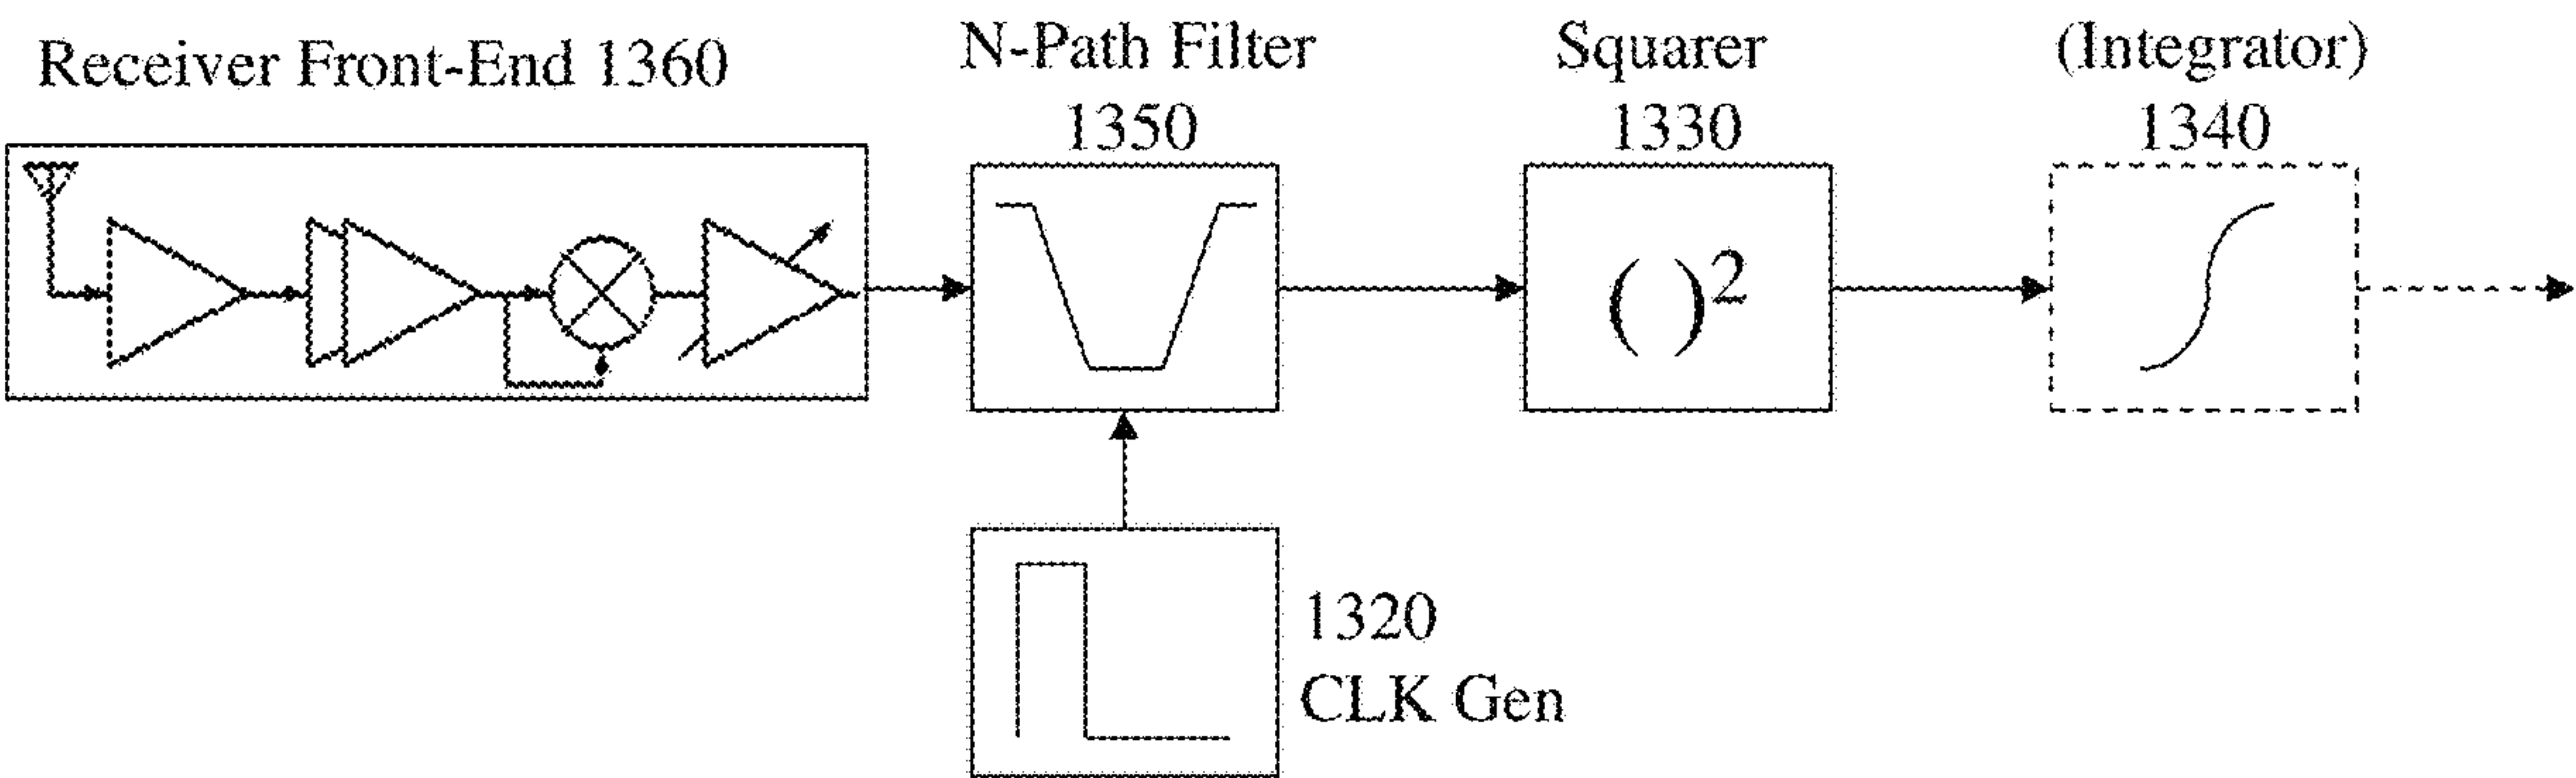 Receiver Front-End 1360
N-Path Filter
1350
Squarer
1330
(Integrator)
1340
( )²
1320
CLK Gen